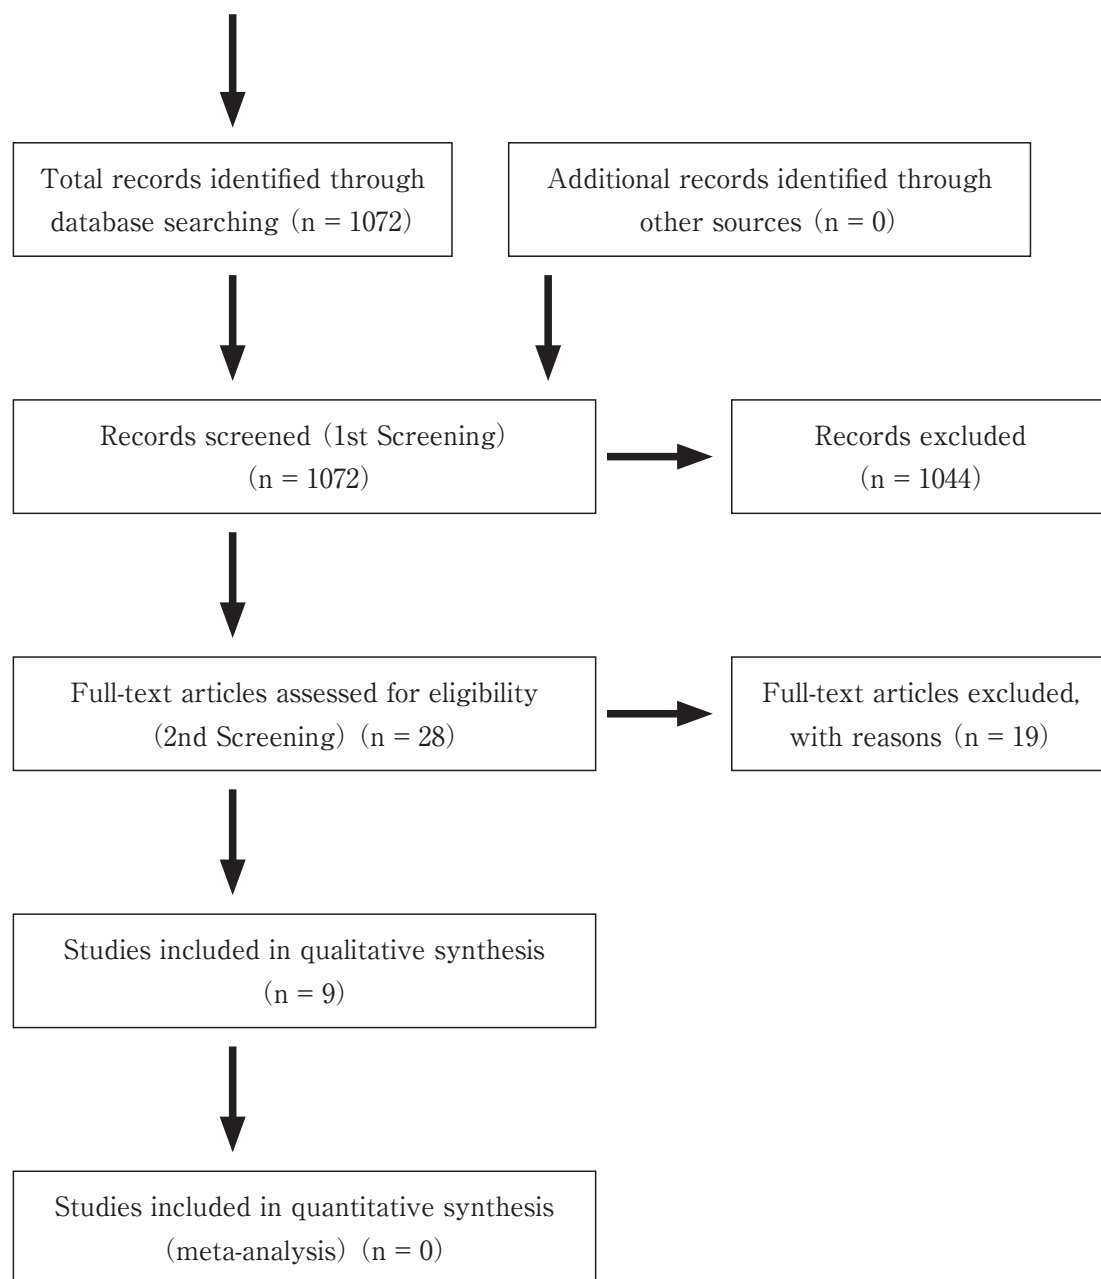 Total records identified through
database searching (n = 1072)
Additional records identified through
other sources (n = 0)
Records screened (1st Screening)
(n = 1072)
Records excluded
(n = 1044)
Full-text articles assessed for eligibility
(2nd Screening) (n = 28)
Full-text articles excluded,
with reasons (n = 19)
Studies included in qualitative synthesis
(n = 9)
Studies included in quantitative synthesis
(meta-analysis) (n = 0)